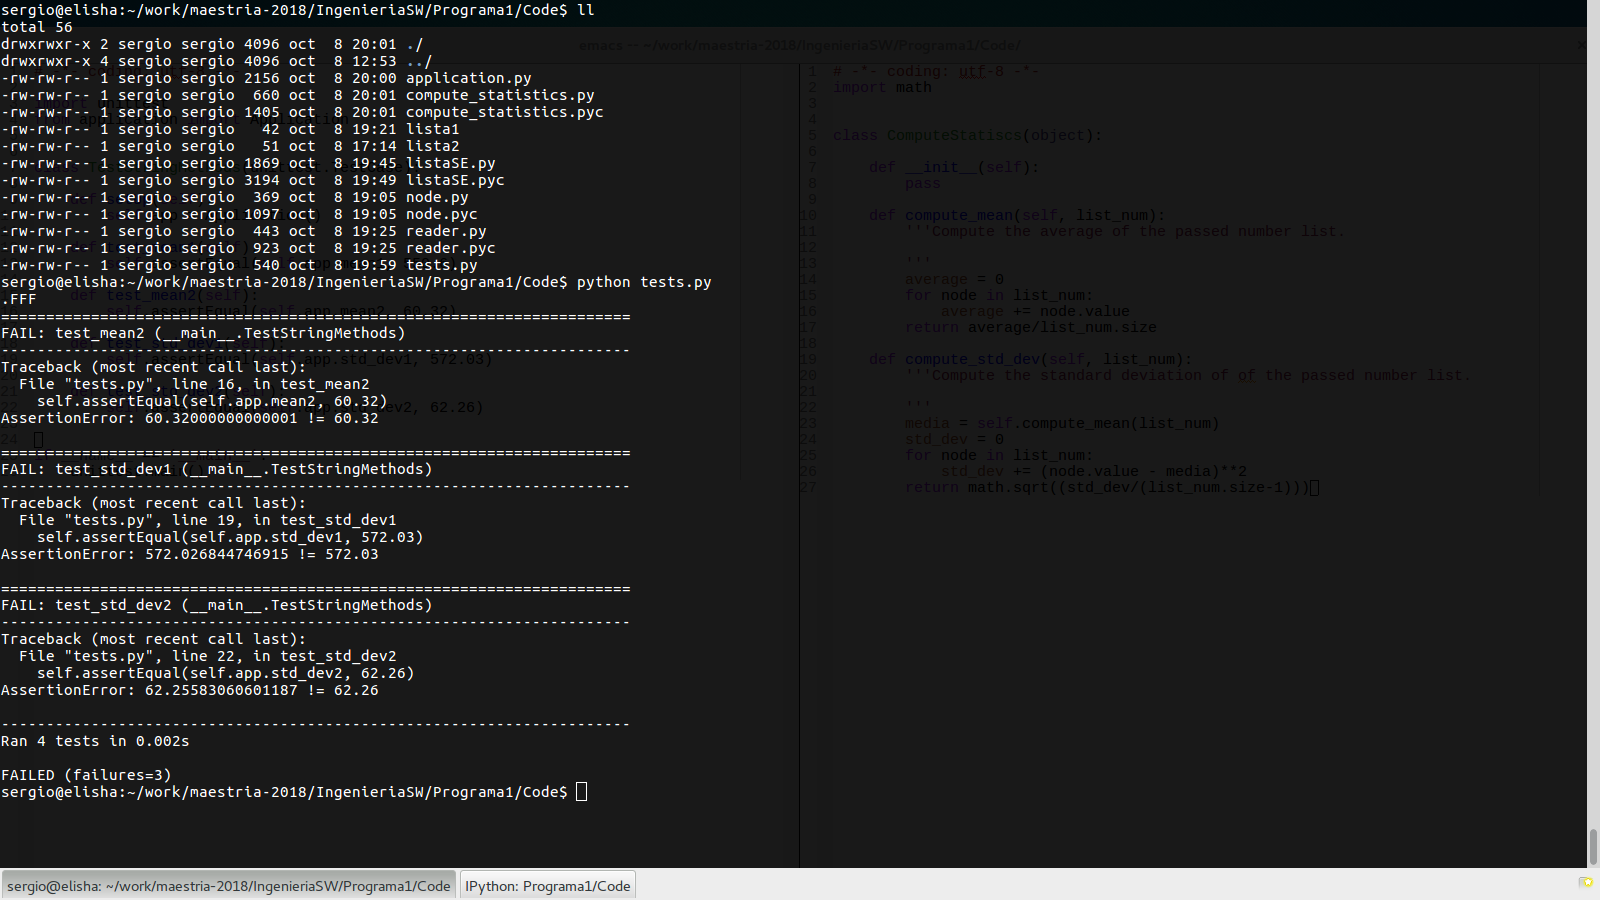 sergio@elisha:~/work/maestria-2018/IngenieriaSW/Programa1/Code$ ll
total 56
drwxrwxr-x 2 sergio sergio 4096 oct  8 20:01 ./
drwxrwxr-x 4 sergio sergio 4096 oct  8 12:53 ../
-rw-rw-r-- 1 sergio sergio 2156 oct  8 20:00 application.py
-rw-rw-r-- 1 sergio sergio  660 oct  8 20:01 compute_statistics.py
-rw-rw-r-- 1 sergio sergio 1405 oct  8 20:01 compute_statistics.pyc
-rw-rw-r-- 1 sergio sergio   42 oct  8 19:21 lista1
-rw-rw-r-- 1 sergio sergio   51 oct  8 17:14 lista2
-rw-rw-r-- 1 sergio sergio 1869 oct  8 19:45 listaSE.py
-rw-rw-r-- 1 sergio sergio 3194 oct  8 19:49 listaSE.pyc
-rw-rw-r-- 1 sergio sergio  369 oct  8 19:05 node.py
-rw-rw-r-- 1 sergio sergio 1097 oct  8 19:05 node.pyc
-rw-rw-r-- 1 sergio sergio  443 oct  8 19:25 reader.py
-rw-rw-r-- 1 sergio sergio  923 oct  8 19:25 reader.pyc
-rw-rw-r-- 1 sergio sergio  540 oct  8 19:59 tests.py
sergio@elisha:~/work/maestria-2018/IngenieriaSW/Programa1/Code$ python tests.py
.FFF
======================================================================
FAIL: test_mean2 (__main__.TestStringMethods)
----------------------------------------------------------------------
Traceback (most recent call last):
  File "tests.py", line 16, in test_mean2
    self.assertEqual(self.app.mean2, 60.32)
AssertionError: 60.32000000000001 != 60.32
======================================================================
FAIL: test_std_dev1 (__main__.TestStringMethods)
----------------------------------------------------------------------
Traceback (most recent call last):
  File "tests.py", line 19, in test_std_dev1
    self.assertEqual(self.app.std_dev1, 572.03)
AssertionError: 572.026844746915 != 572.03
======================================================================
FAIL: test_std_dev2 (__main__.TestStringMethods)
----------------------------------------------------------------------
Traceback (most recent call last):
  File "tests.py", line 22, in test_std_dev2
    self.assertEqual(self.app.std_dev2, 62.26)
AssertionError: 62.25583060601187 != 62.26
----------------------------------------------------------------------
Ran 4 tests in 0.002s
FAILED (failures=3)
sergio@elisha:~/work/maestria-2018/IngenieriaSW/Programa1/Code$
emacs -- ~/work/maestria-2018/IngenieriaSW/Programa1/Code/
1 # -*- coding: utf-8 -*-
2 import math
3
4
5 class ComputeStatiscs(object):
6
7     def __init__(self):
8         pass
9
10     def compute_mean(self, list_num):
11         '''Compute the average of the passed number list.
12
13         '''
14         average = 0
15         for node in list_num:
16             average += node.value
17         return average/list_num.size
18
19     def compute_std_dev(self, list_num):
20         '''Compute the standard deviation of of the passed number list.
21
22         '''
23         media = self.compute_mean(list_num)
24         std_dev = 0
25         for node in list_num:
26             std_dev += (node.value - media)**2
27         return math.sqrt((std_dev/(list_num.size-1)))
sergio@elisha: ~/work/maestria-2018/IngenieriaSW/Programa1/Code
IPython: Programa1/Code